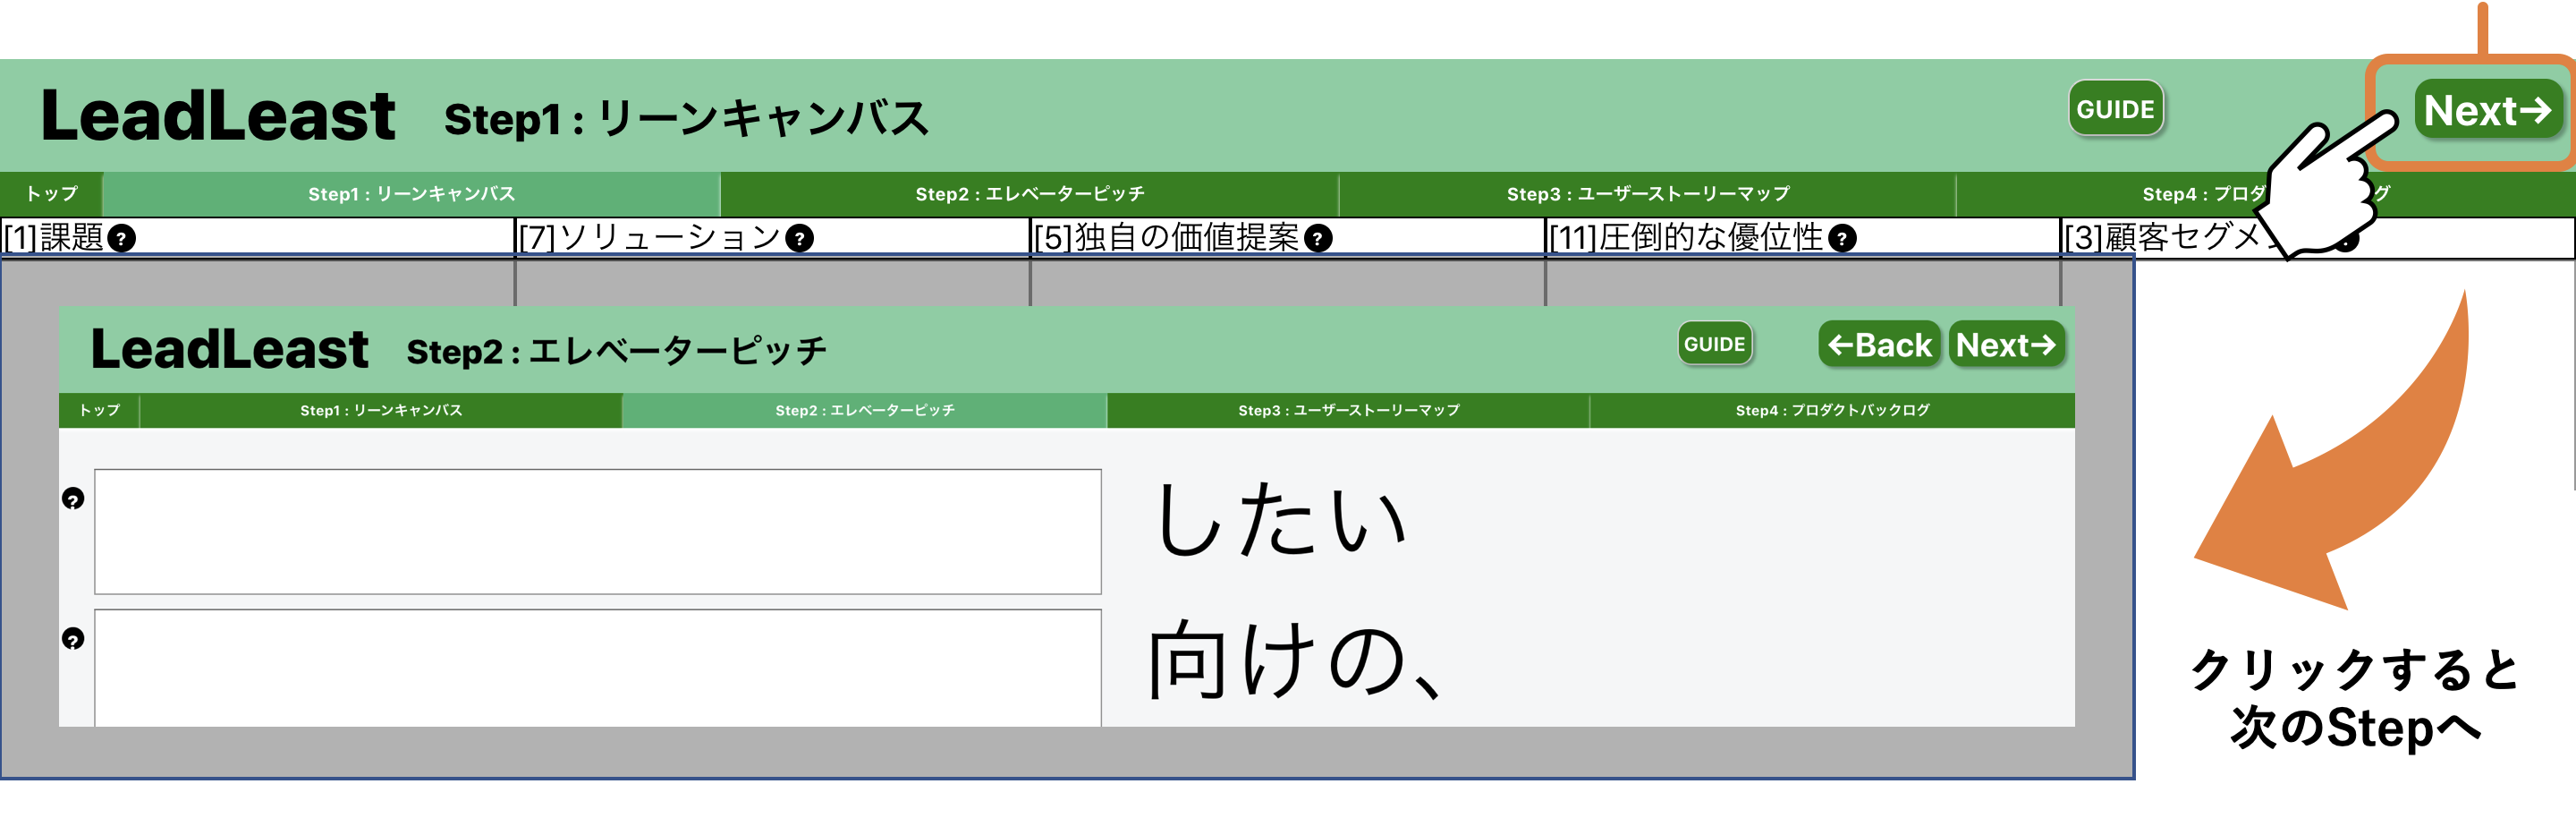 LeadLeast Step1 : リーンキャンバス GUIDE Next→
トップ Step1 : リーンキャンバス Step2 : エレベーターピッチ Step3 : ユーザーストーリーマップ Step4 : プロダ グ
[1]課題? [7]ソリューション? [5]独自の価値提案? [11]圧倒的な優位性? [3]顧客セグメ
LeadLeast Step2 : エレベーターピッチ GUIDE ←Back Next→
トップ Step1 : リーンキャンバス Step2 : エレベーターピッチ Step3 : ユーザーストーリーマップ Step4 : プロダクトバックログ
? したい
? 向けの、
クリックすると
次のStepへ